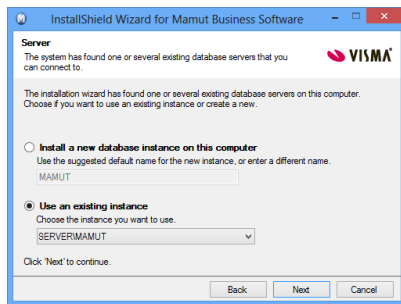 InstallShield Wizard for Mamut Business Software
Server
The system has found one or several existing database servers that you
can connect to.
VISMA
The installation wizard has found one or several existing database servers on this computer.
Choose if you want to use an existing instance or create a new.
Install a new database instance on this computer
Use the suggested default name for the new instance, or enter a different name.
MAMUT
Use an existing instance
Choose the instance you want to use.
SERVER\MAMUT
Click 'Next' to continue.
Back Next Cancel